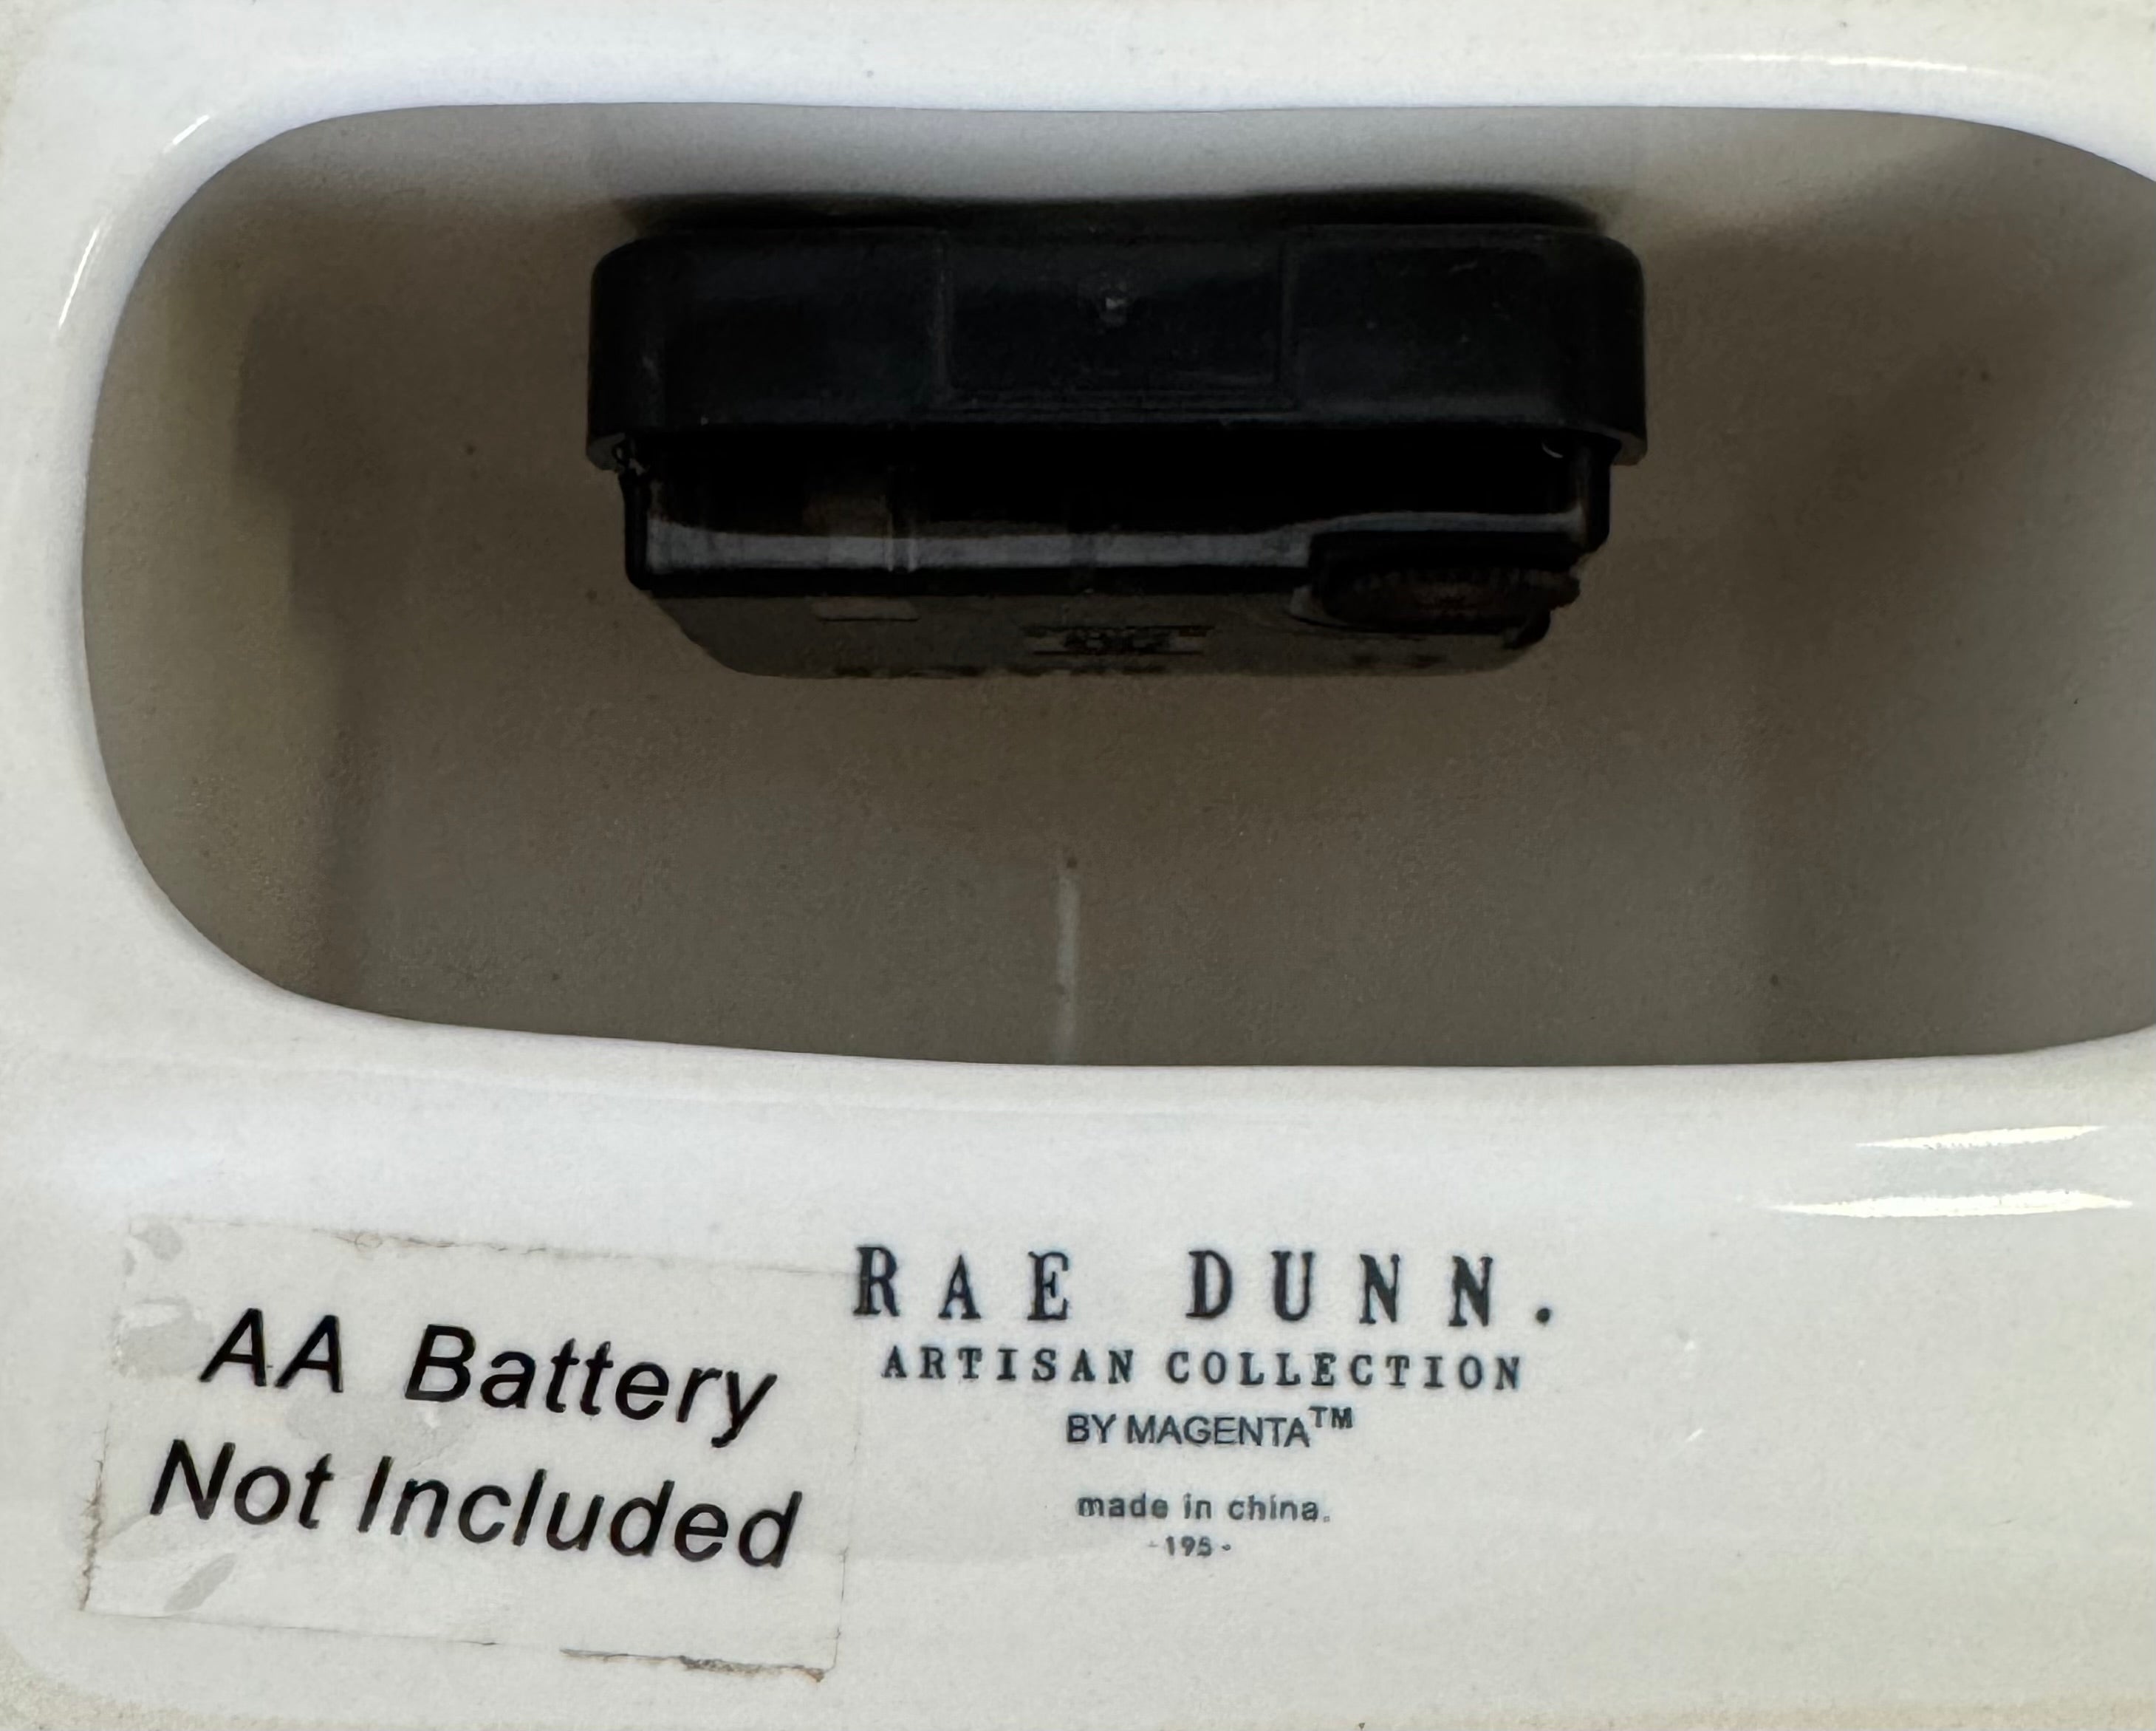 AA Battery
Not Included
RAE DUNN.
ARTISAN COLLECTION
BY MAGENTA™
made in china.
-195-